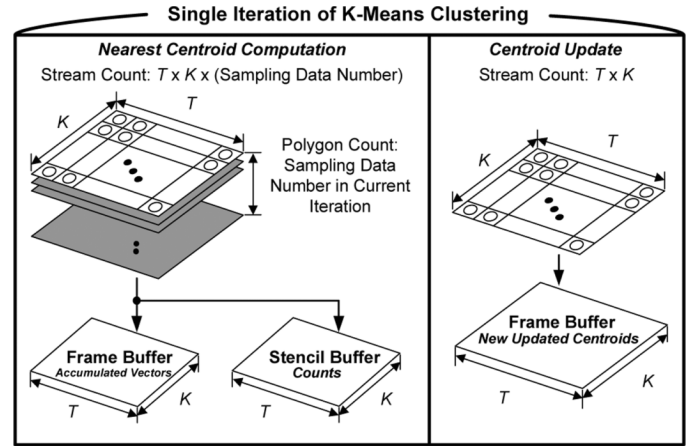 Single Iteration of K-Means Clustering
Nearest Centroid Computation
Stream Count: T x K x (Sampling Data Number)
K
T
Polygon Count:
Sampling Data
Number in Current
Iteration
Frame Buffer
Accumulated Vectors
T
K
Stencil Buffer
Counts
T
K
Centroid Update
Stream Count: T x K
K
T
Frame Buffer
New Updated Centroids
T
K